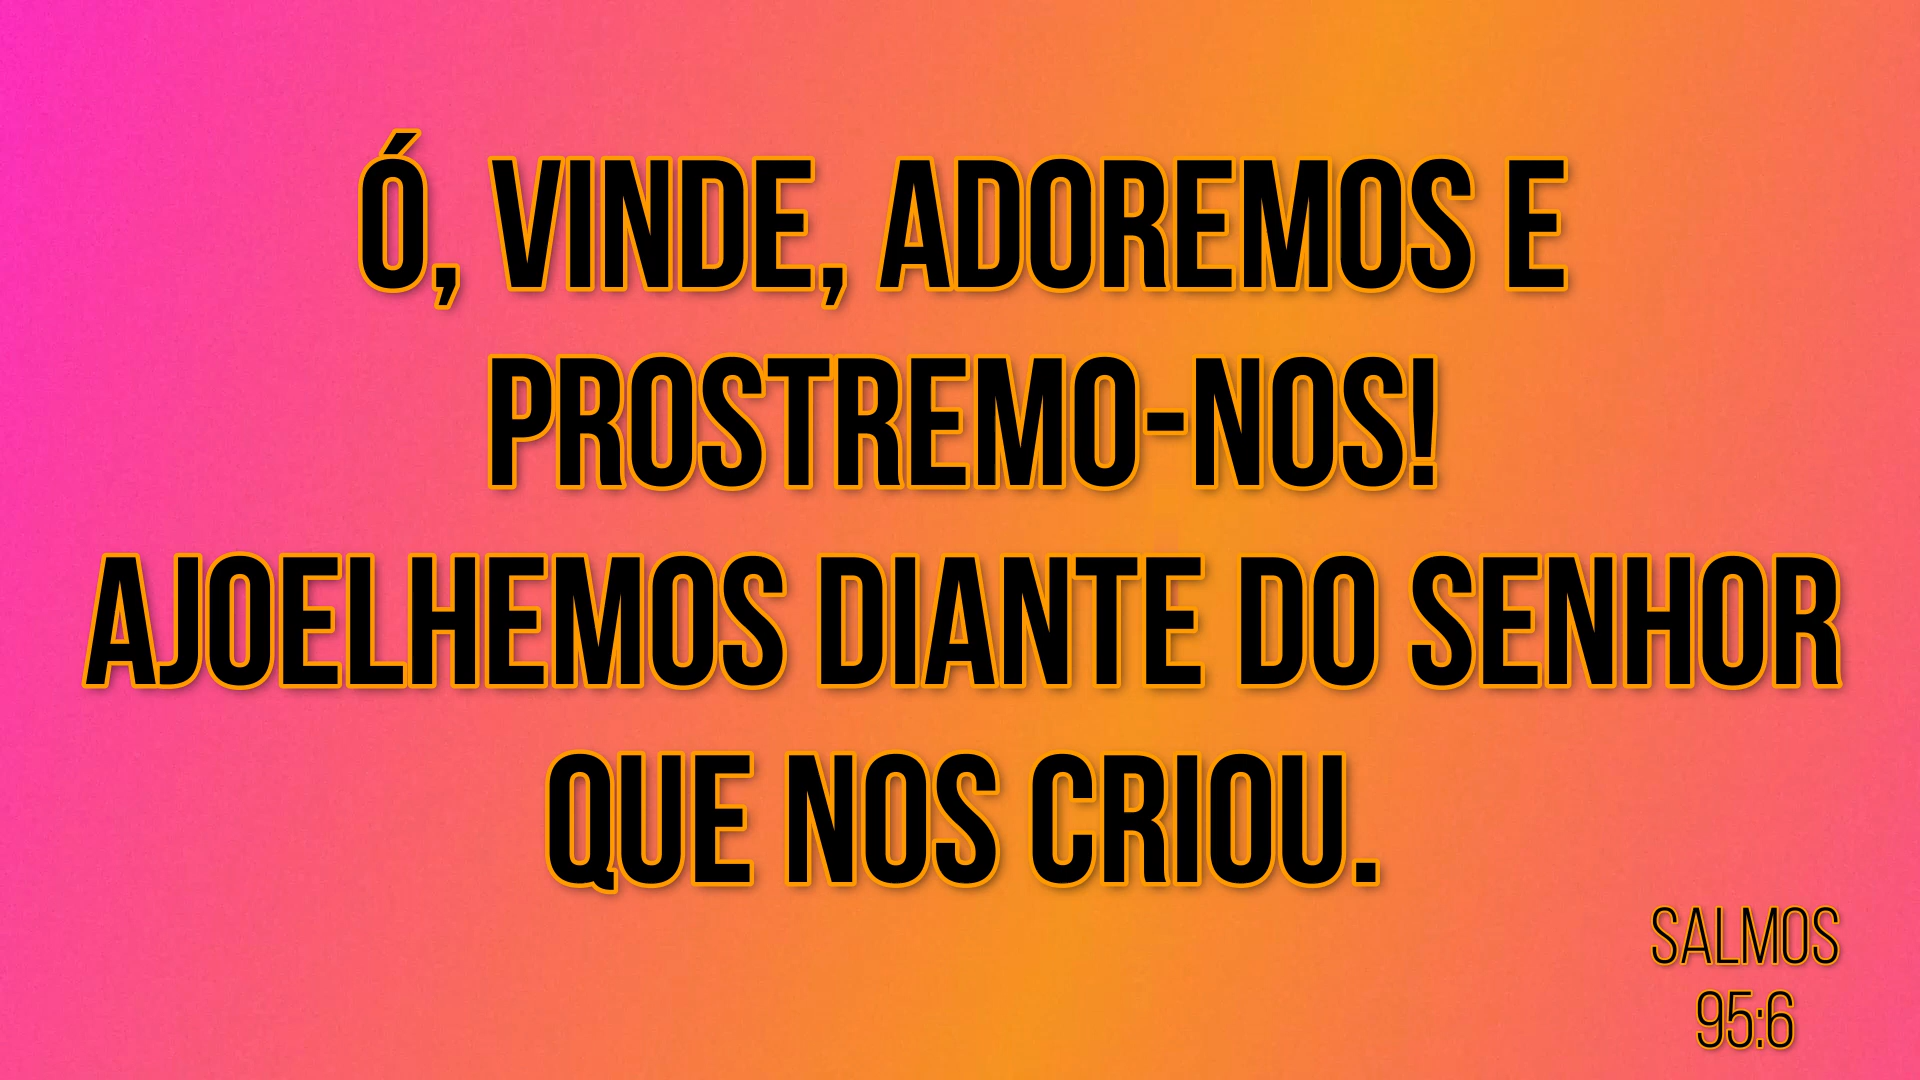 Ó, VINDE, ADOREMOS E
PROSTREMO-NOS!
AJOELHEMOS DIANTE DO SENHOR
QUE NOS CRIOU.
SALMOS
95:6